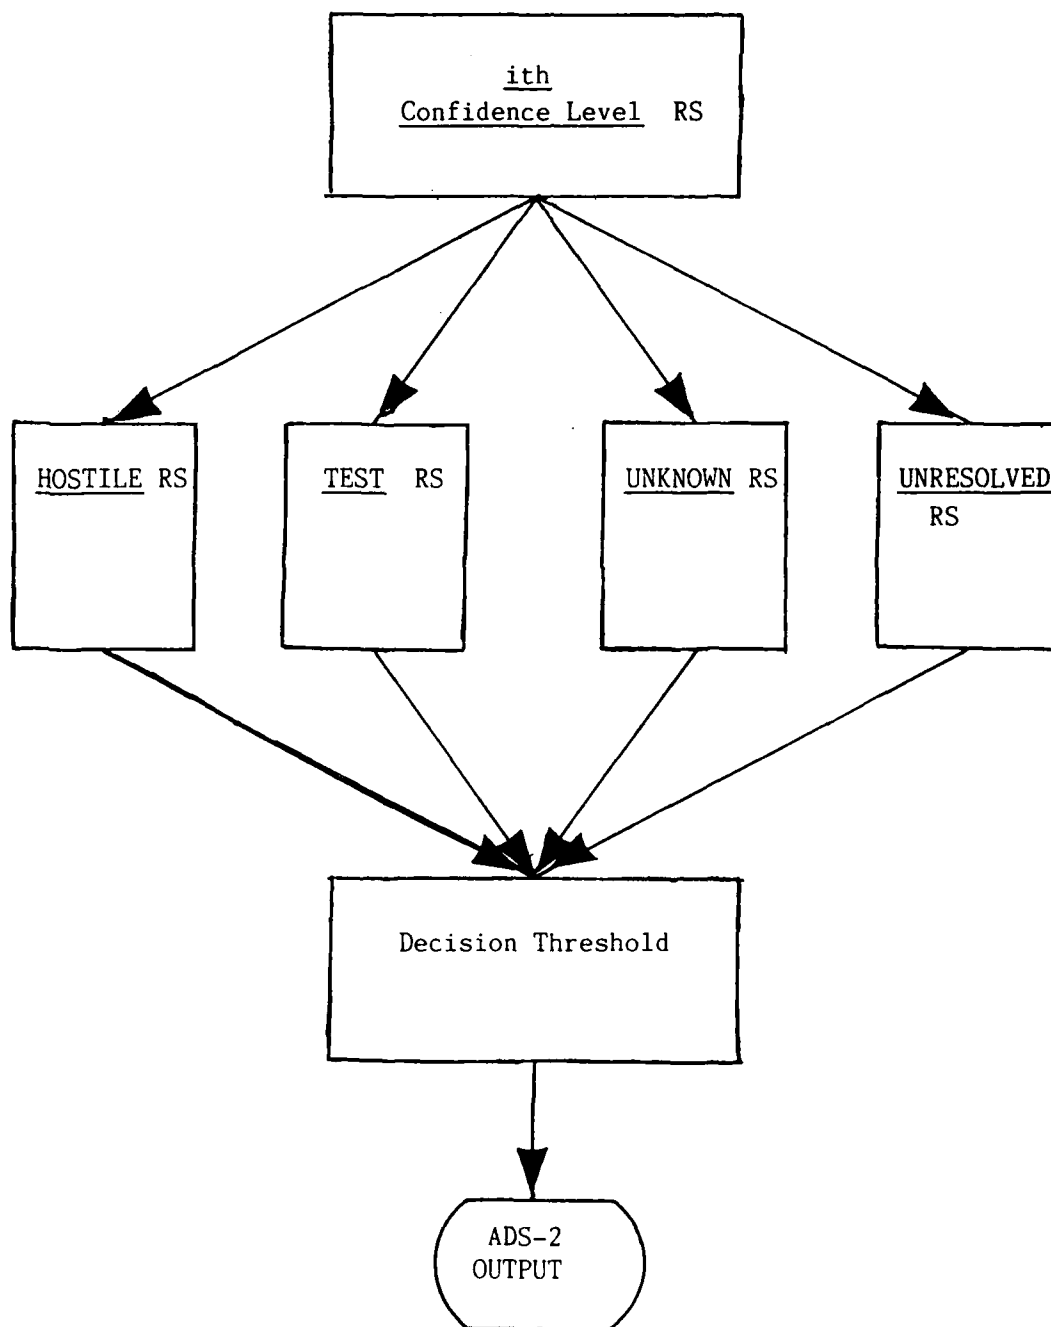 ith
Confidence Level RS
HOSTILE RS
TEST RS
UNKNOWN RS
UNRESOLVED
RS
Decision Threshold
ADS-2
OUTPUT